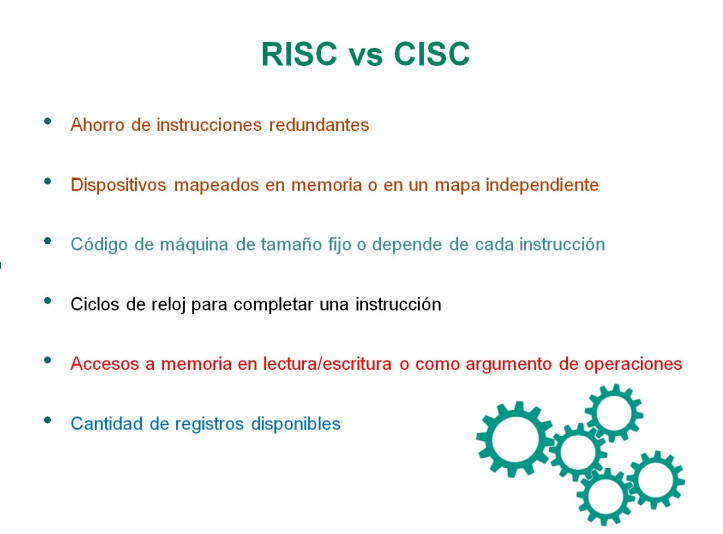 RISC vs CISC
• Ahorro de instrucciones redundantes
• Dispositivos mapeados en memoria o en un mapa independiente
• Código de máquina de tamaño fijo o depende de cada instrucción
• Ciclos de reloj para completar una instrucción
• Accesos a memoria en lectura/escritura o como argumento de operaciones
• Cantidad de registros disponibles